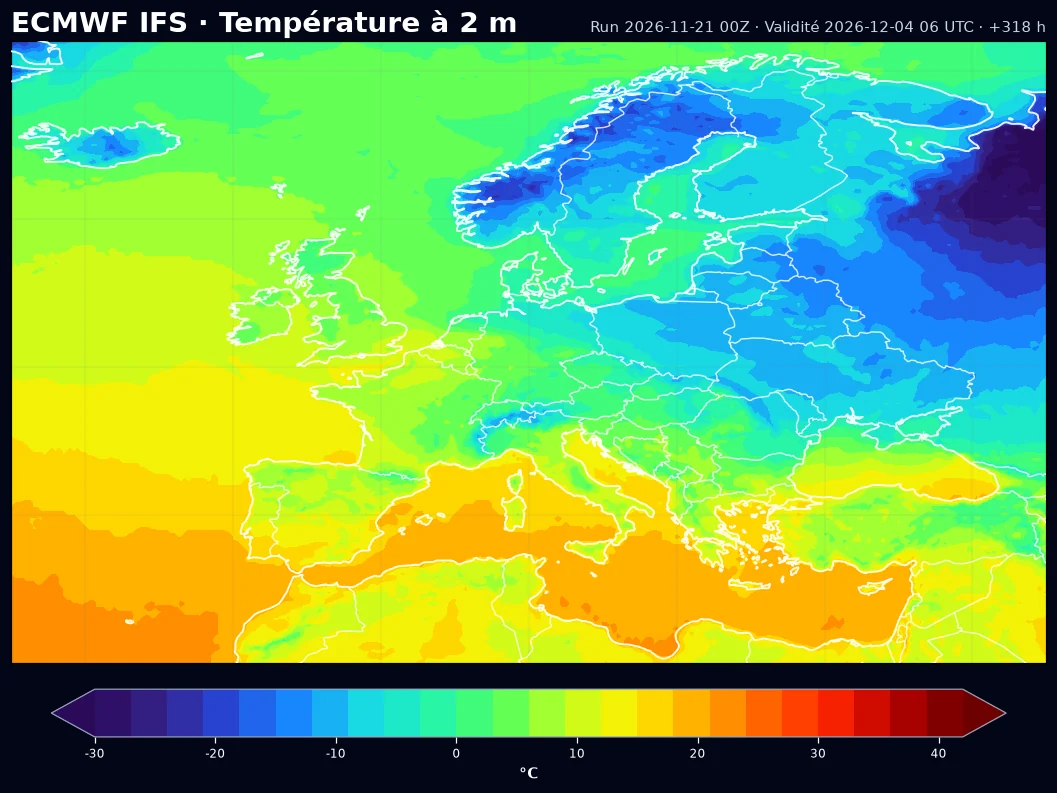 ECMWF IFS · Température à 2 m
Run 2026-11-21 00Z · Validité 2026-12-04 06 UTC · +318 h
-30 -20 -10 0 10 20 30 40
°C